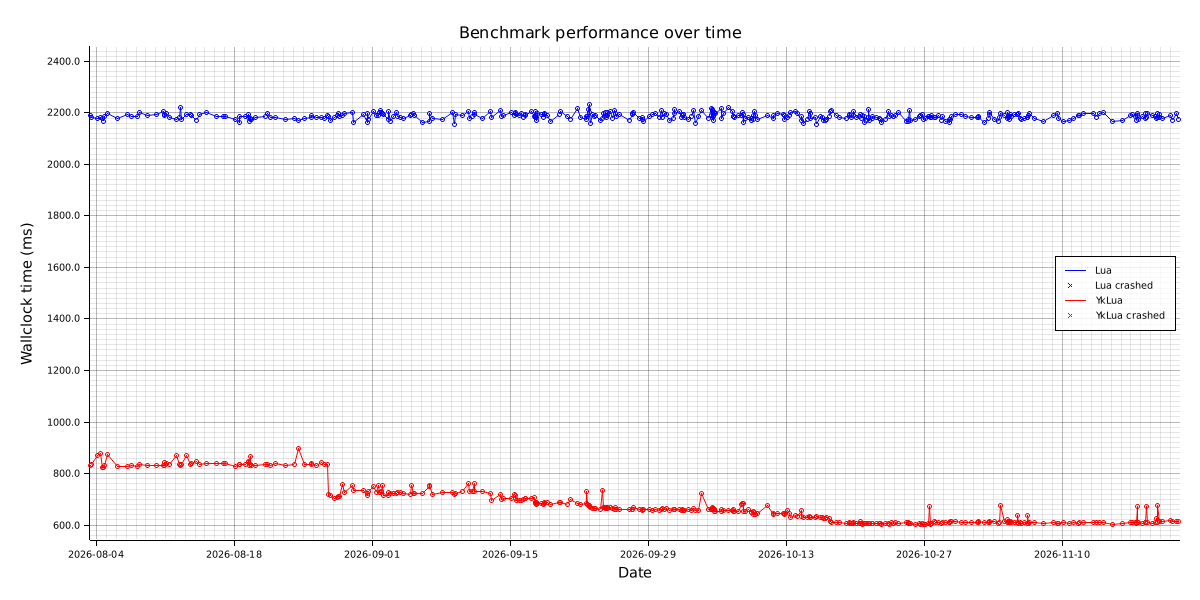 Benchmark performance over time
2400.0
2200.0
2000.0
1800.0
1600.0
1400.0
1200.0
1000.0
800.0
600.0
Wallclock time (ms)
Lua
Lua crashed
YkLua
YkLua crashed
2026-08-04 2026-08-18 2026-09-01 2026-09-15 2026-09-29 2026-10-13 2026-10-27 2026-11-10
Date